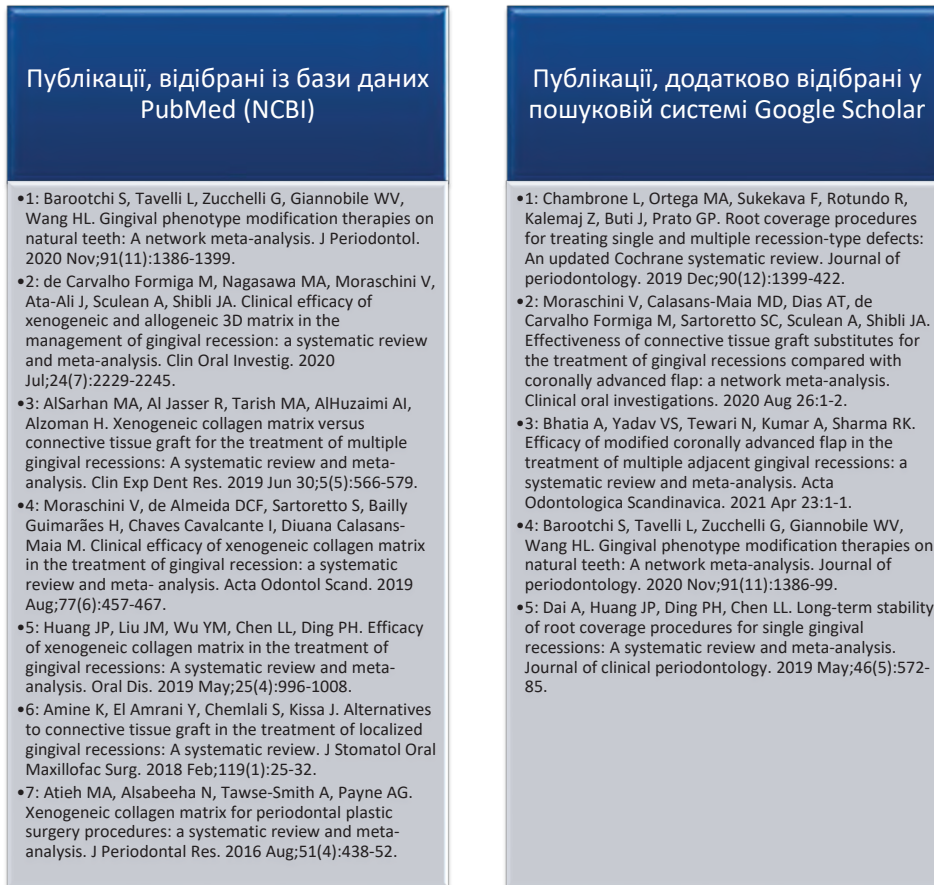 Публікації, відібрані із бази даних
PubMed (NCBI)
•1: Barootchi S, Tavelli L, Zucchelli G, Giannobile WV,
Wang HL. Gingival phenotype modification therapies on
natural teeth: A network meta-analysis. J Periodontol.
2020 Nov;91(11):1386-1399.
•2: de Carvalho Formiga M, Nagasawa MA, Moraschini V,
Ata-Ali J, Sculean A, Shibli JA. Clinical efficacy of
xenogeneic and allogeneic 3D matrix in the
management of gingival recession: a systematic review
and meta-analysis. Clin Oral Investig. 2020
Jul;24(7):2229-2245.
•3: AlSarhan MA, Al Jasser R, Tarish MA, AlHuzaimi AI,
Alzoman H. Xenogeneic collagen matrix versus
connective tissue graft for the treatment of multiple
gingival recessions: A systematic review and meta-
analysis. Clin Exp Dent Res. 2019 Jun 30;5(5):566-579.
•4: Moraschini V, de Almeida DCF, Sartoretto S, Bailly
Guimarães H, Chaves Cavalcante I, Diuana Calasans-
Maia M. Clinical efficacy of xenogeneic collagen matrix
in the treatment of gingival recession: a systematic
review and meta- analysis. Acta Odontol Scand. 2019
Aug;77(6):457-467.
•5: Huang JP, Liu JM, Wu YM, Chen LL, Ding PH. Efficacy
of xenogeneic collagen matrix in the treatment of
gingival recessions: A systematic review and meta-
analysis. Oral Dis. 2019 May;25(4):996-1008.
•6: Amine K, El Amrani Y, Chemlali S, Kissa J. Alternatives
to connective tissue graft in the treatment of localized
gingival recessions: A systematic review. J Stomatol Oral
Maxillofac Surg. 2018 Feb;119(1):25-32.
•7: Atieh MA, Alsabeeha N, Tawse-Smith A, Payne AG.
Xenogeneic collagen matrix for periodontal plastic
surgery procedures: a systematic review and meta-
analysis. J Periodontal Res. 2016 Aug;51(4):438-52.
Публікації, додатково відібрані у
пошуковій системі Google Scholar
•1: Chambrone L, Ortega MA, Sukekava F, Rotundo R,
Kalemaj Z, Buti J, Prato GP. Root coverage procedures
for treating single and multiple recession-type defects:
An updated Cochrane systematic review. Journal of
periodontology. 2019 Dec;90(12):1399-422.
•2: Moraschini V, Calasans-Maia MD, Dias AT, de
Carvalho Formiga M, Sartoretto SC, Sculean A, Shibli JA.
Effectiveness of connective tissue graft substitutes for
the treatment of gingival recessions compared with
coronally advanced flap: a network meta-analysis.
Clinical oral investigations. 2020 Aug 26:1-2.
•3: Bhatia A, Yadav VS, Tewari N, Kumar A, Sharma RK.
Efficacy of modified coronally advanced flap in the
treatment of multiple adjacent gingival recessions: a
systematic review and meta-analysis. Acta
Odontologica Scandinavica. 2021 Apr 23:1-1.
•4: Barootchi S, Tavelli L, Zucchelli G, Giannobile WV,
Wang HL. Gingival phenotype modification therapies on
natural teeth: A network meta-analysis. Journal of
periodontology. 2020 Nov;91(11):1386-99.
•5: Dai A, Huang JP, Ding PH, Chen LL. Long-term stability
of root coverage procedures for single gingival
recessions: A systematic review and meta-analysis.
Journal of clinical periodontology. 2019 May;46(5):572-
85.